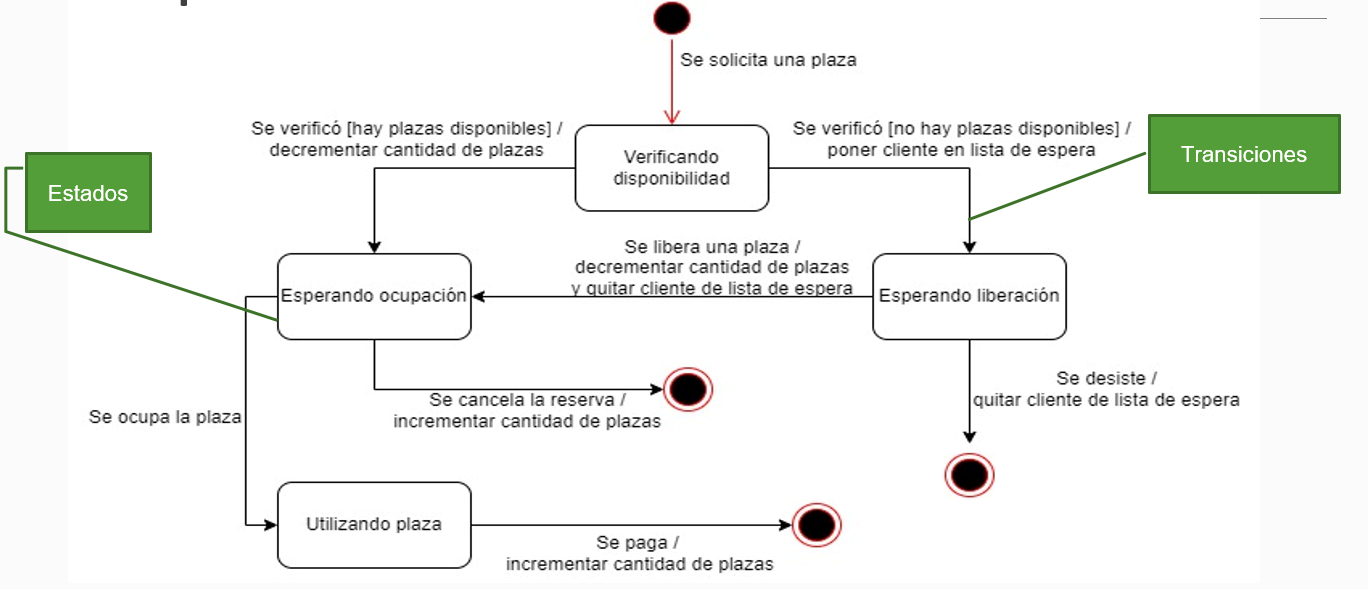 Se solicita una plaza
Se verificó [hay plazas disponibles] /
decrementar cantidad de plazas
Verificando
disponibilidad
Se verificó [no hay plazas disponibles] /
poner cliente en lista de espera
Transiciones
Estados
Esperando ocupación
Se libera una plaza /
decrementar cantidad de plazas
y quitar cliente de lista de espera
Esperando liberación
Se cancela la reserva /
incrementar cantidad de plazas
Se desiste /
quitar cliente de lista de espera
Se ocupa la plaza
Utilizando plaza
Se paga /
incrementar cantidad de plazas